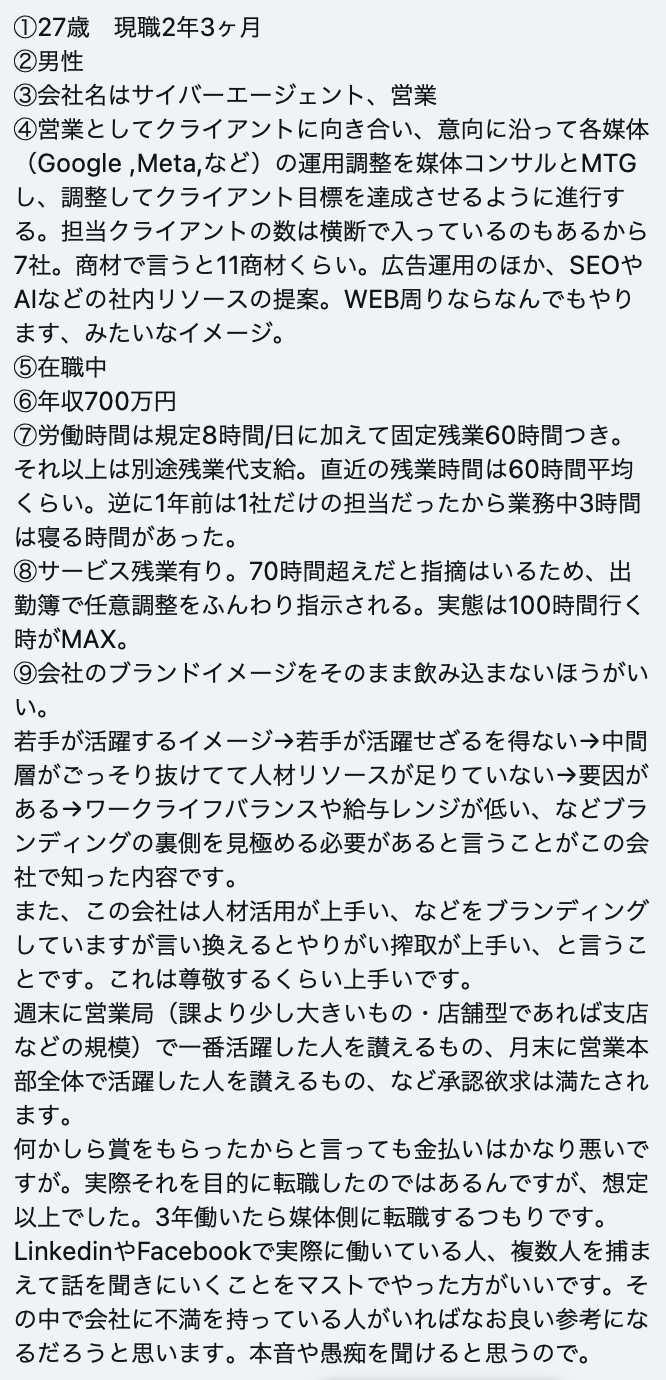 ①27歳　現職2年3ヶ月
②男性
③会社名はサイバーエージェント、営業
④営業としてクライアントに向き合い、意向に沿って各媒体
（Google ,Meta,など）の運用調整を媒体コンサルとMTG
し、調整してクライアント目標を達成させるように進行す
る。担当クライアントの数は横断で入っているのもあるから
7社。商材で言うと11商材くらい。広告運用のほか、SEOや
AIなどの社内リソースの提案。WEB周りならなんでもやり
ます、みたいなイメージ。
⑤在職中
⑥年収700万円
⑦労働時間は規定8時間/日に加えて固定残業60時間つき。
それ以上は別途残業代支給。直近の残業時間は60時間平均
くらい。逆に1年前は1社だけの担当だったから業務中3時間
は寝る時間があった。
⑧サービス残業有り。70時間超えだと指摘はいるため、出
勤簿で任意調整をふんわり指示される。実態は100時間行く
時がMAX。
⑨会社のブランドイメージをそのまま飲み込まないほうがい
い。
若手が活躍するイメージ→若手が活躍せざるを得ない→中間
層がごっそり抜けてて人材リソースが足りていない→要因が
ある→ワークライフバランスや給与レンジが低い、などブラ
ンディングの裏側を見極める必要があると言うことがこの会
社で知った内容です。
また、この会社は人材活用が上手い、などをブランディング
していますが言い換えるとやりがい搾取が上手い、と言うこ
とです。これは尊敬するくらい上手いです。
週末に営業局（課より少し大きいもの・店舗型であれば支店
などの規模）で一番活躍した人を讃えるもの、月末に営業本
部全体で活躍した人を讃えるもの、など承認欲求は満たされ
ます。
何かしら賞をもらったからと言っても金払いはかなり悪いで
すが。実際それを目的に転職したのではあるんですが、想定
以上でした。3年働いたら媒体側に転職するつもりです。
LinkedinやFacebookで実際に働いている人、複数人を捕ま
えて話を聞きにいくことをマストでやった方がいいです。そ
の中で会社に不満を持っている人がいればなお良い参考にな
るだろうと思います。本音や愚痴を聞けると思うので。